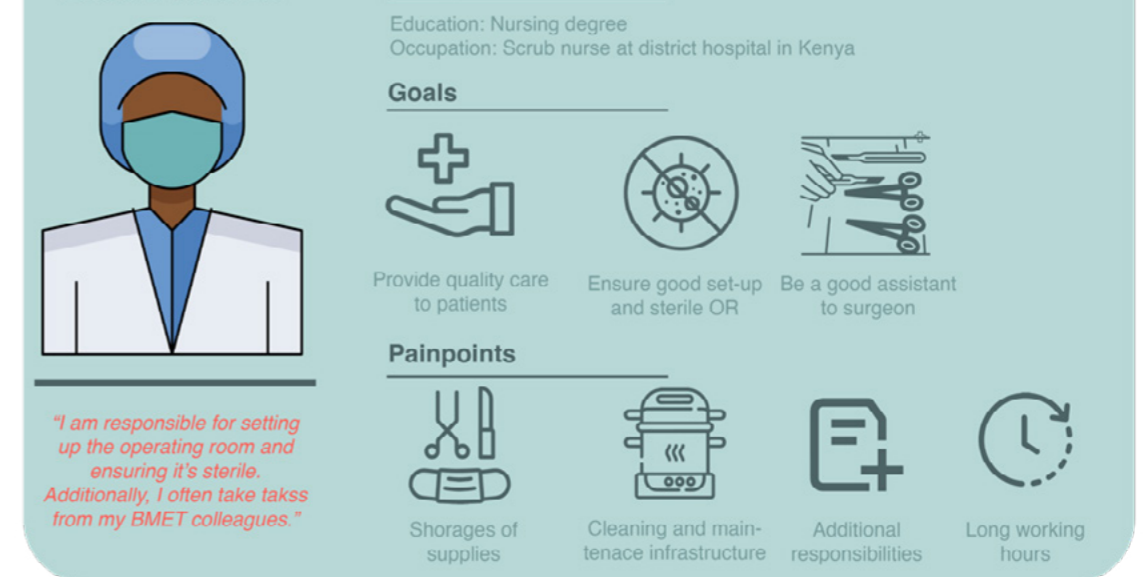 Education: Nursing degree
Occupation: Scrub nurse at district hospital in Kenya
Goals
Provide quality care
to patients
Ensure good set-up
and sterile OR
Be a good assistant
to surgeon
Painpoints
Shorages of
supplies
Cleaning and main-
tenace infrastructure
Additional
responsibilities
Long working
hours
“I am responsible for setting
up the operating room and
ensuring it’s sterile.
Additionally, I often take takss
from my BMET colleagues.”